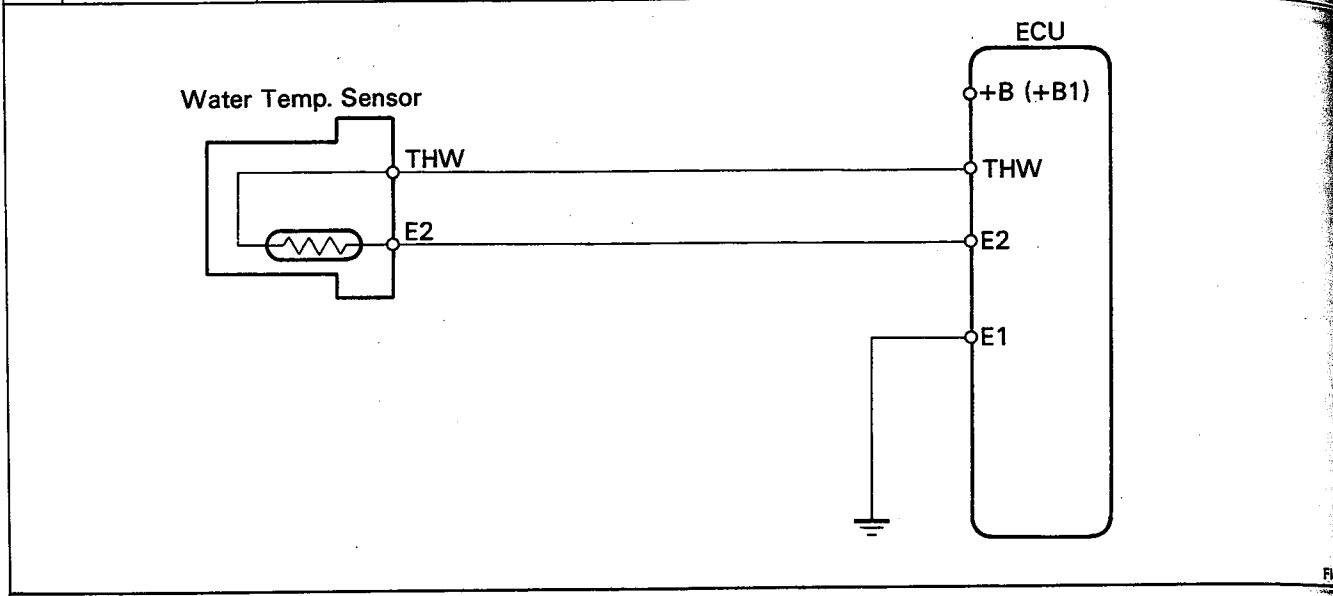 ECU
+B (+B1)
Water Temp. Sensor
THW
THW
E2
E2
E1